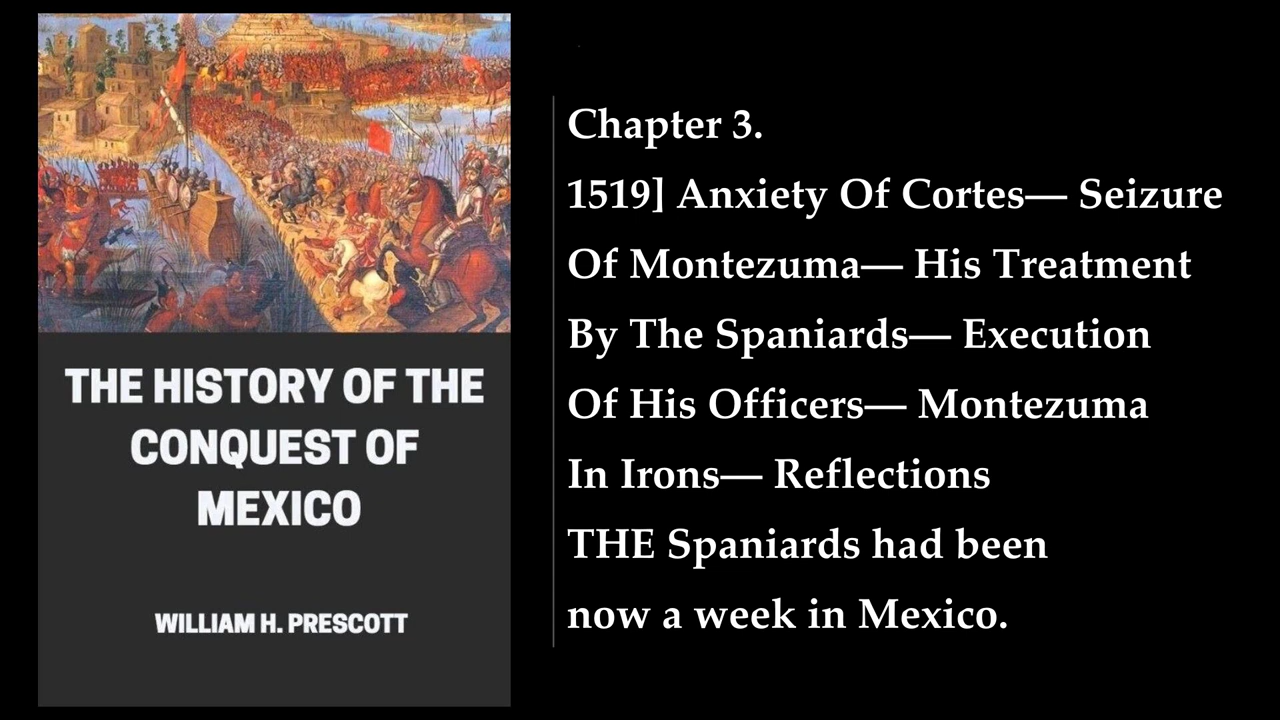 THE HISTORY OF THE
CONQUEST OF
MEXICO
WILLIAM H. PRESCOTT
Chapter 3.
1519] Anxiety Of Cortes— Seizure
Of Montezuma— His Treatment
By The Spaniards— Execution
Of His Officers— Montezuma
In Irons— Reflections
THE Spaniards had been
now a week in Mexico.